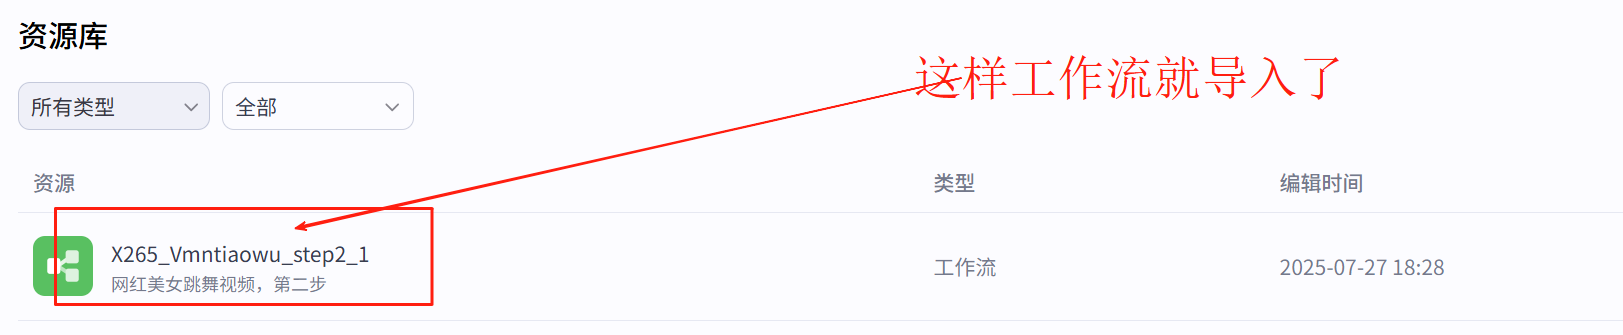 资源库
这样工作流就导入了
所有类型
全部
资源
类型
编辑时间
X265_Vmntiaowu_step2_1
网红美女跳舞视频，第二步
工作流
2025-07-27 18:28